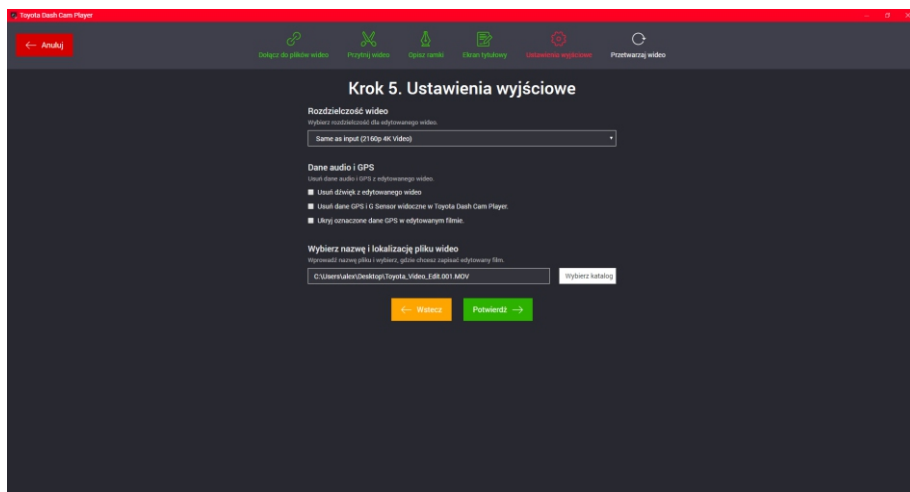 Toyota Dash Cam Player
Anuluj
Dołącz do plików wideo
Przytnij wideo
Opisz ramki
Ekran tytułowy
Ustawienia wyjściowe
Przetwarzaj wideo
Krok 5. Ustawienia wyjściowe
Rozdzielczość wideo
Wybierz rozdzielczość dla edytowanego wideo.
Same as input (2160p 4K Video)
Dane audio i GPS
Usuń dane audio i GPS z edytowanego wideo.
Usuń dźwięk z edytowanego wideo
Usuń dane GPS i G Sensor widoczne w Toyota Dash Cam Player.
Ukryj oznaczone dane GPS w edytowanym filmie.
Wybierz nazwę i lokalizację pliku wideo
Wprowadź nazwę pliku i wybierz, gdzie chcesz zapisać edytowany film.
C:\Users\alex\Desktop\Toyota_Video_Edit.001.MOV
Wybierz katalog
Wstecz
Potwierdź